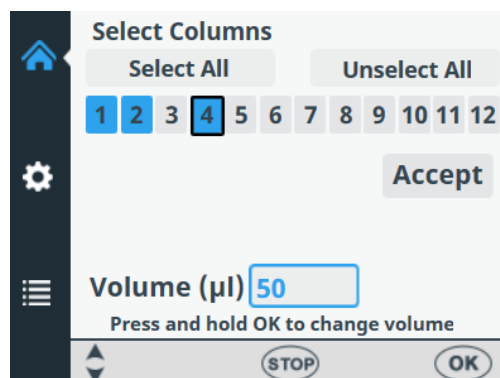 Select Columns
Select All Unselect All
1 2 3 4 5 6 7 8 9 10 11 12
Accept
Volume (µl) 50
Press and hold OK to change volume
STOP OK